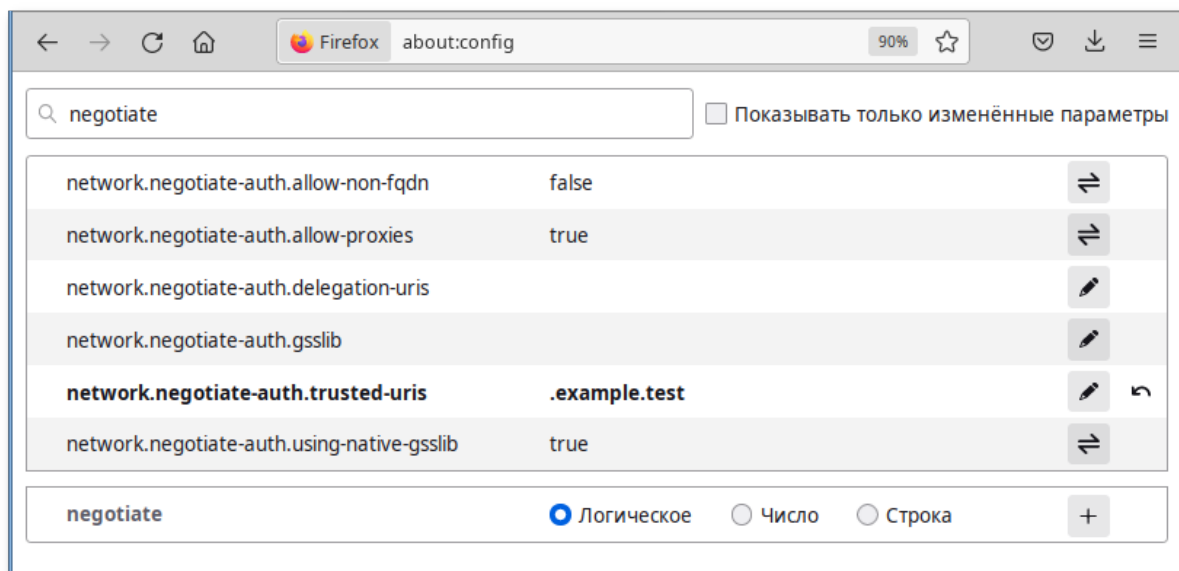 Firefox about:config 90%
negotiate Показывать только изменённые параметры
network.negotiate-auth.allow-non-fqdn false
network.negotiate-auth.allow-proxies true
network.negotiate-auth.delegation-uris
network.negotiate-auth.gsslib
network.negotiate-auth.trusted-uris .example.test
network.negotiate-auth.using-native-gsslib true
negotiate Логическое Число Строка